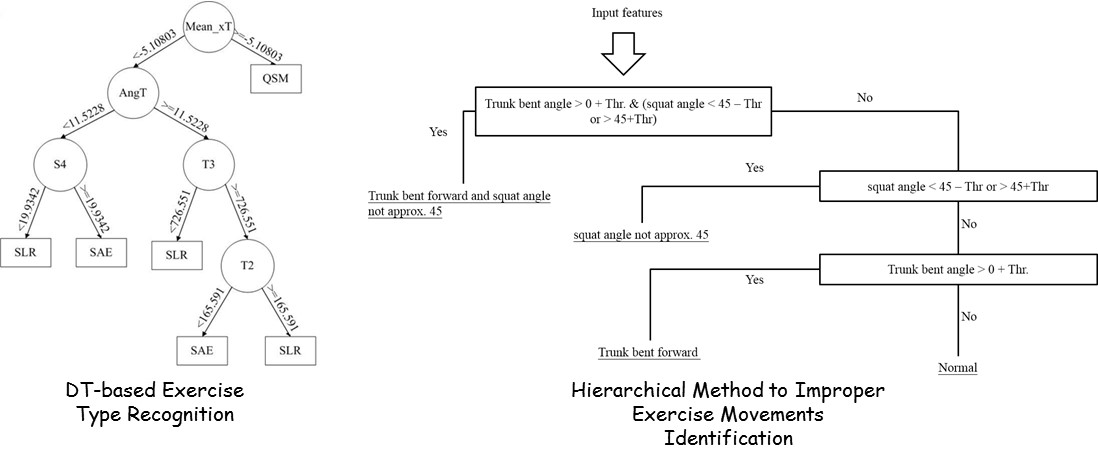 Mean_xT
<-5.10803
>=-5.10803
QSM
AngT
<11.5228
>=11.5228
S4
T3
<19.9342
>=19.9342
<726.551
>=726.551
SLR
SAE
SLR
T2
<165.591
>=165.591
SAE
SLR
DT-based Exercise
Type Recognition
Input features
Trunk bent angle > 0 + Thr. & (squat angle < 45 – Thr
or > 45+Thr)
No
Yes
Trunk bent forward and squat angle
not approx. 45
Yes
squat angle < 45 – Thr or > 45+Thr
squat angle not approx. 45
No
Trunk bent angle > 0 + Thr.
Yes
No
Trunk bent forward
Normal
Hierarchical Method to Improper
Exercise Movements
Identification